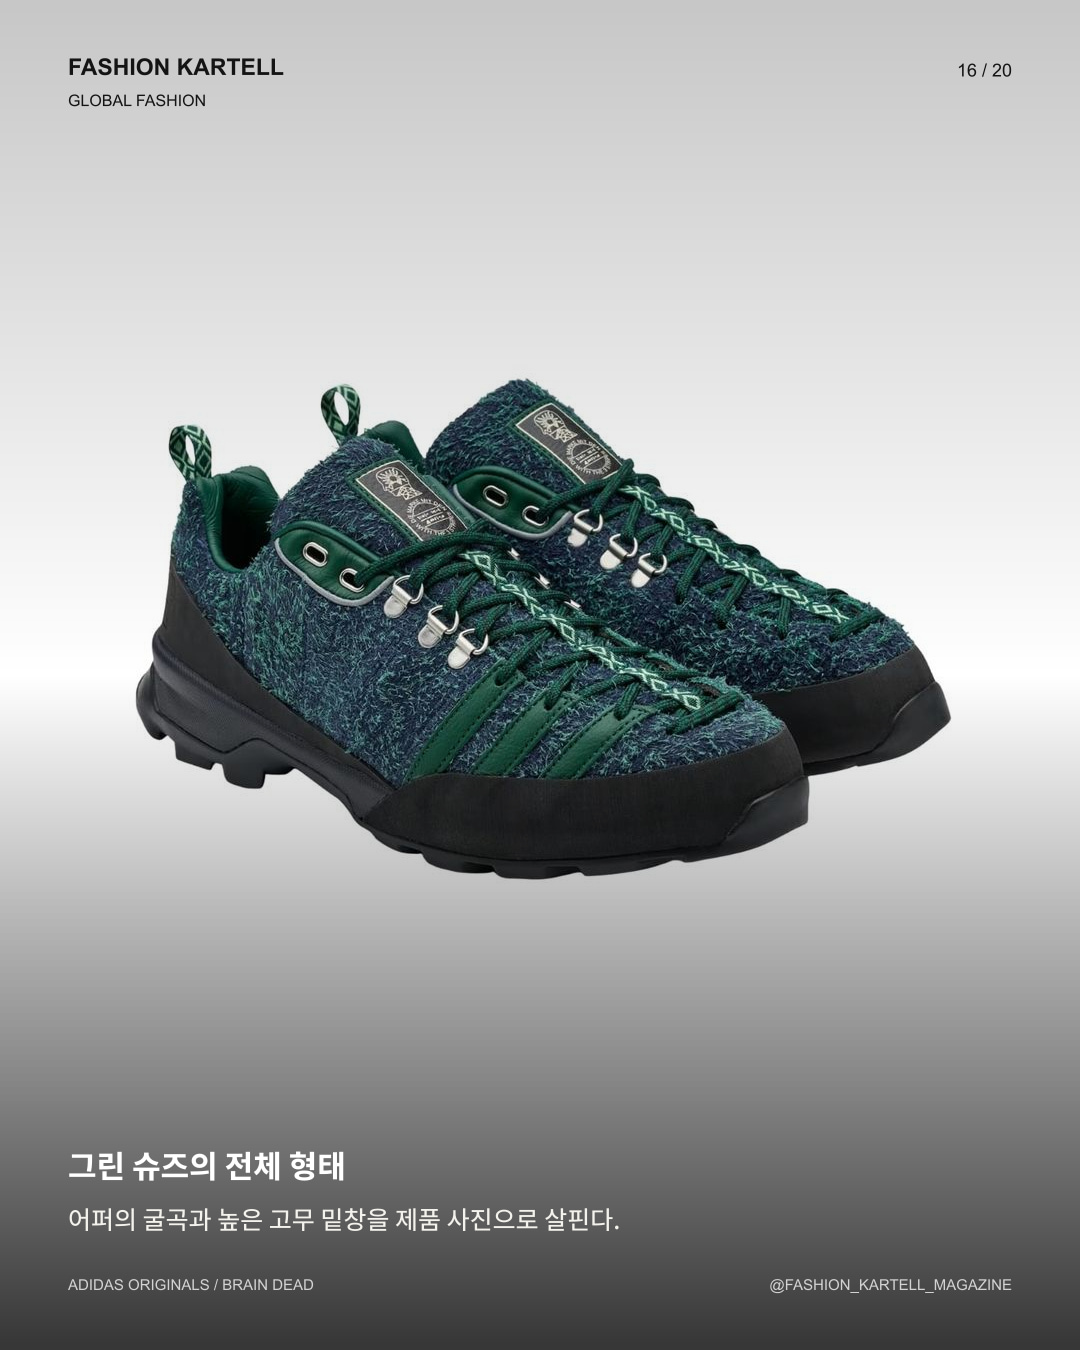 FASHION KARTELL
16 / 20
GLOBAL FASHION
그린 슈즈의 전체 형태
어퍼의 굴곡과 높은 고무 밑창을 제품 사진으로 살핀다.
ADIDAS ORIGINALS / BRAIN DEAD
@FASHION_KARTELL_MAGAZINE